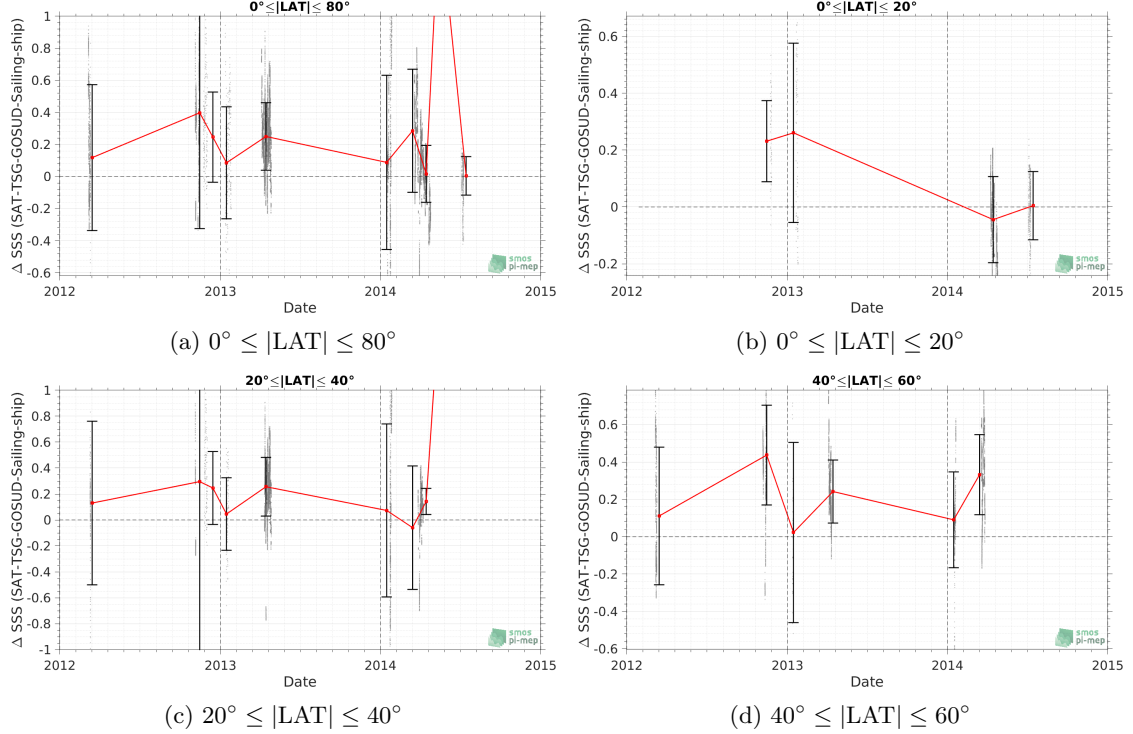 0°≤|LAT|≤ 80°
Δ SSS (SAT-TSG-GOSUD-Sailing-ship)
1
0.8
0.6
0.4
0.2
0
-0.2
-0.4
-0.6
2012
2013
2014
2015
Date
smos
pi-mep
(a) 0° ≤ |LAT| ≤ 80°
0°≤|LAT|≤ 20°
Δ SSS (SAT-TSG-GOSUD-Sailing-ship)
0.6
0.4
0.2
0
-0.2
2012
2013
2014
2015
Date
smos
pi-mep
(b) 0° ≤ |LAT| ≤ 20°
20°≤|LAT|≤ 40°
Δ SSS (SAT-TSG-GOSUD-Sailing-ship)
1
0.8
0.6
0.4
0.2
0
-0.2
-0.4
-0.6
-0.8
-1
2012
2013
2014
2015
Date
smos
pi-mep
(c) 20° ≤ |LAT| ≤ 40°
40°≤|LAT|≤ 60°
Δ SSS (SAT-TSG-GOSUD-Sailing-ship)
0.6
0.4
0.2
0
-0.2
-0.4
-0.6
2012
2013
2014
2015
Date
smos
pi-mep
(d) 40° ≤ |LAT| ≤ 60°